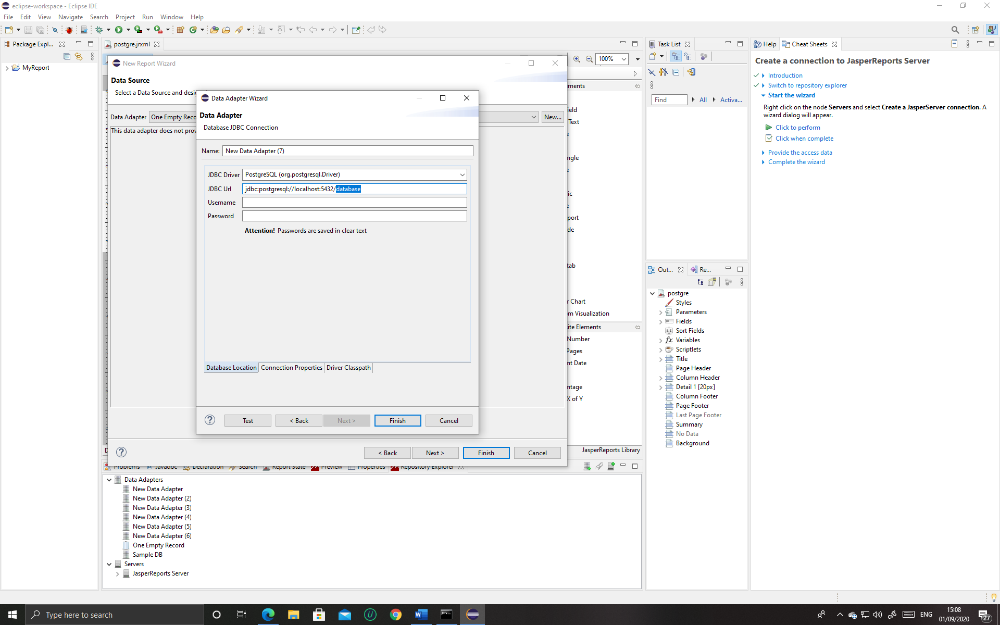 eclipse-workspace - Eclipse IDE
File Edit View Navigate Search Project Run Window Help
Package Expl...
MyReport
postgre.jrxml
100%
New Report Wizard
Data Source
Select a Data Source and desig
Data Adapter One Empty Reco New...
This data adapter does not prov
Data Adapter Wizard
Data Adapter
Database JDBC Connection
Name: New Data Adapter (7)
JDBC Driver PostgreSQL (org.postgresql.Driver)
JDBC Url jdbc:postgresql://localhost:5432/database
Username
Password
Attention! Passwords are saved in clear text
Database Location Connection Properties Driver Classpath
Test < Back Next > Finish Cancel
< Back Next > Finish Cancel
ments
ield
Text
e
ngle
e
ric
e
port
de
tab
r Chart
m Visualization
ite Elements
Number
Pages
nt Date
ntage
X of Y
JasperReports Library
Task List
Find All Activa...
Help Cheat Sheets
Create a connection to JasperReports Server
Introduction
Switch to repository explorer
Start the wizard
Right click on the node Servers and select Create a JasperServer connection. A
wizard dialog will appear.
Click to perform
Click when complete
Provide the access data
Complete the wizard
Out... Re...
postgre
Styles
Parameters
Fields
Sort Fields
fx Variables
Scriptlets
Title
Page Header
Column Header
Detail 1 [20px]
Column Footer
Page Footer
Last Page Footer
Summary
No Data
Background
Problems @ Javadoc Declaration Search Report State Preview Properties Repository Explorer
Data Adapters
New Data Adapter
New Data Adapter (2)
New Data Adapter (3)
New Data Adapter (4)
New Data Adapter (5)
New Data Adapter (6)
One Empty Record
Sample DB
Servers
JasperReports Server
Type here to search
ENG
15:08
01/09/2020
27